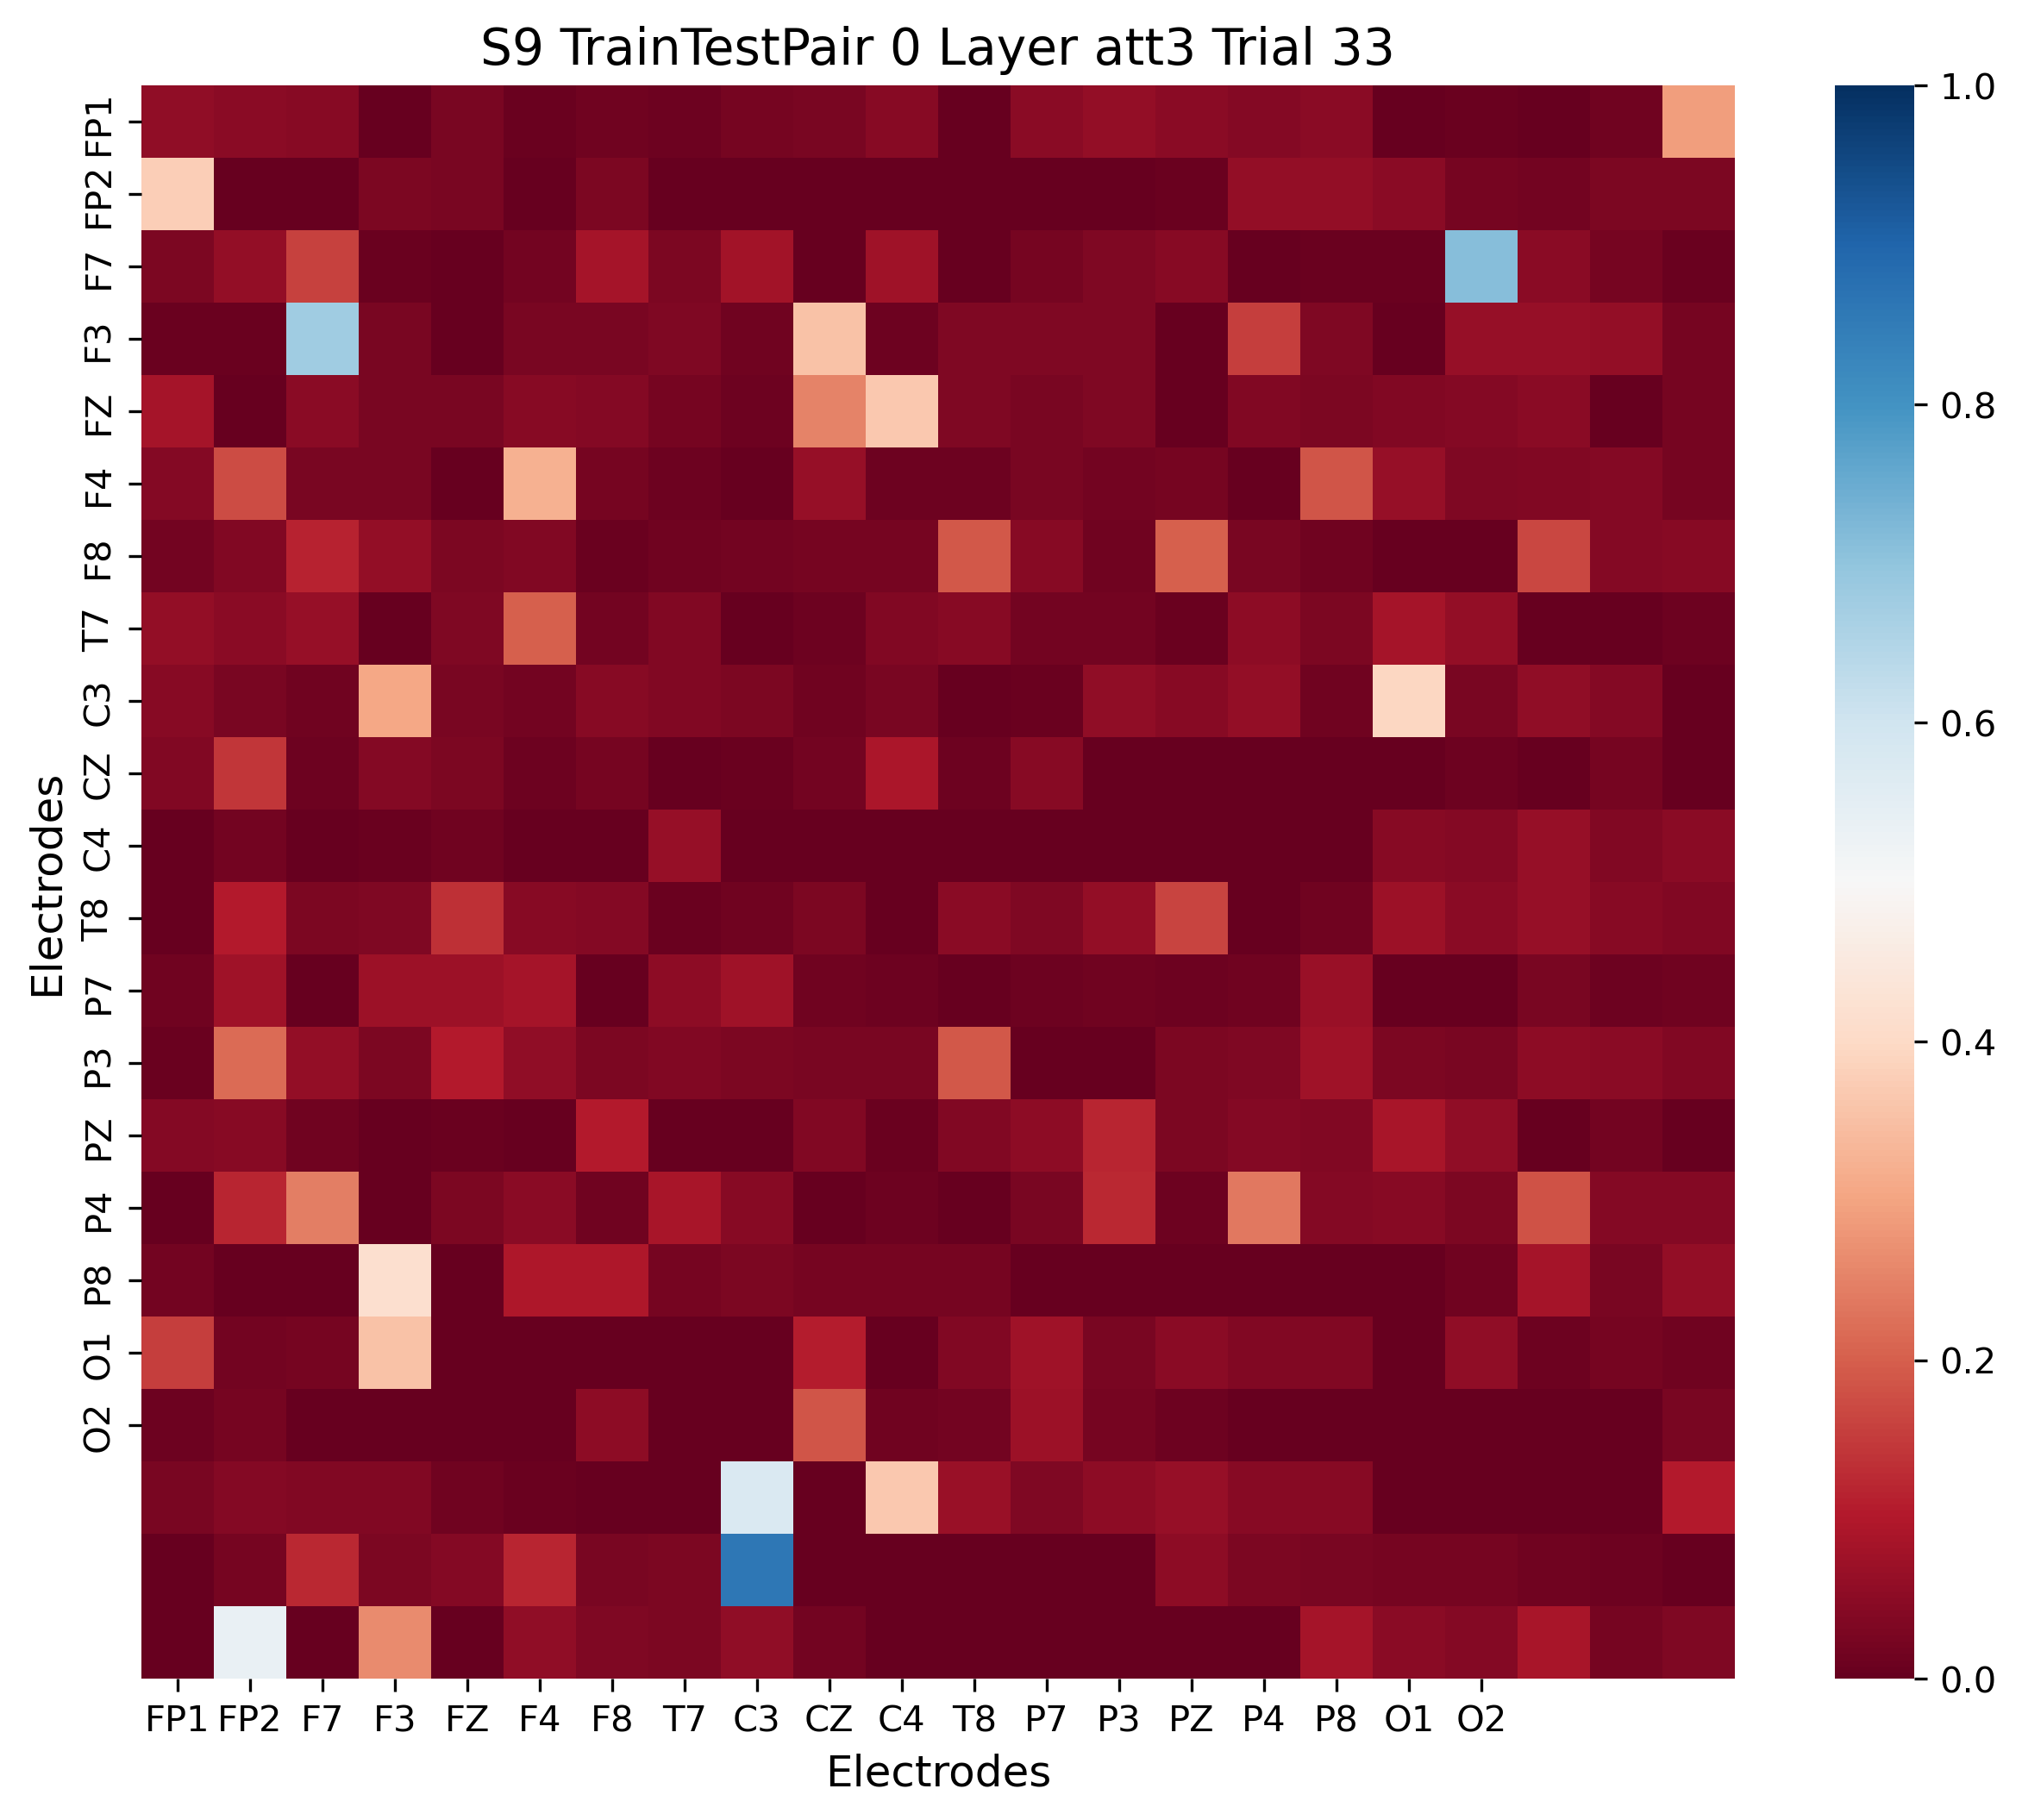 S9 TrainTestPair 0 Layer att3 Trial 33
Electrodes
FP1
FP2
F7
F3
FZ
F4
F8
T7
C3
CZ
C4
T8
P7
P3
PZ
P4
P8
O1
O2
FP1 FP2 F7 F3 FZ F4 F8 T7 C3 CZ C4 T8 P7 P3 PZ P4 P8 O1 O2
Electrodes
1.0
0.8
0.6
0.4
0.2
0.0